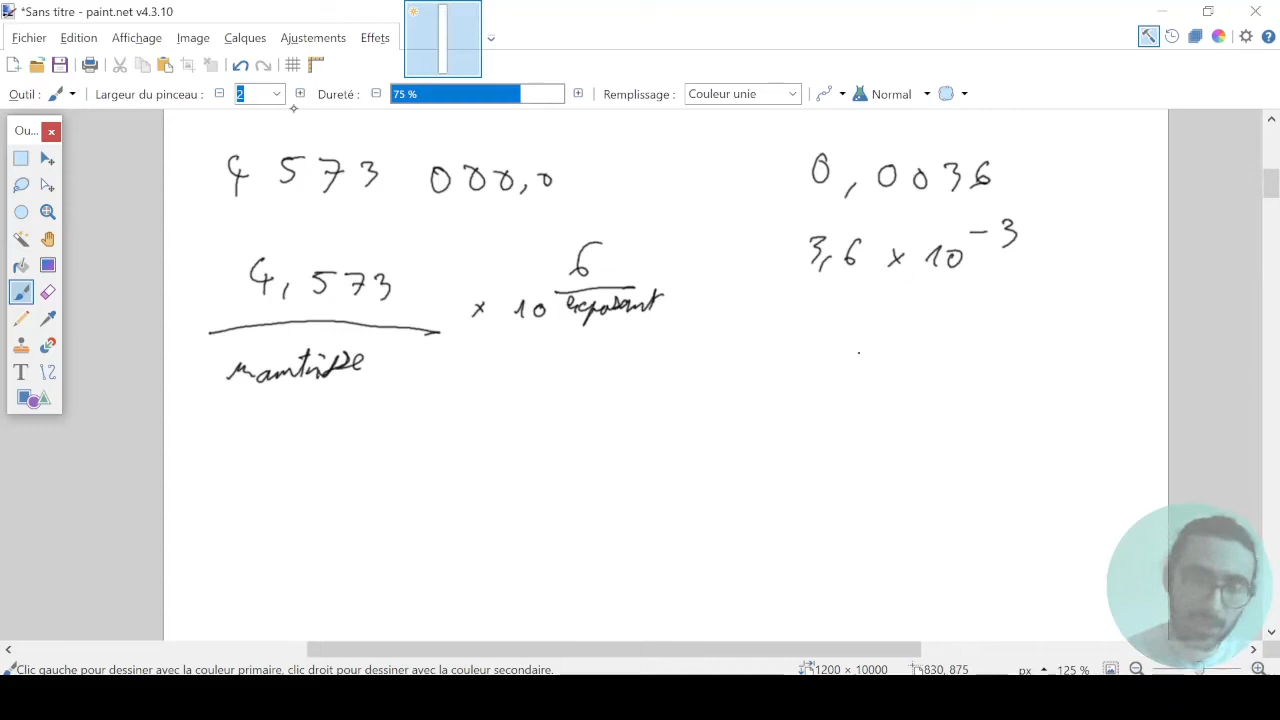 *Sans titre - paint.net v4.3.10
Fichier Edition Affichage Image Calques Ajustements Effets
Outil : Largeur du pinceau : 2 Dureté : 75 % Remplissage : Couleur unie Normal
Ou... x
4 573 000,0
0,0036
4,573 × 10 6
3,6 × 10 -3
exposant
mantisse
Clic gauche pour dessiner avec la couleur primaire, clic droit pour dessiner avec la couleur secondaire. 1200 × 10000 830, 875 px 125 %